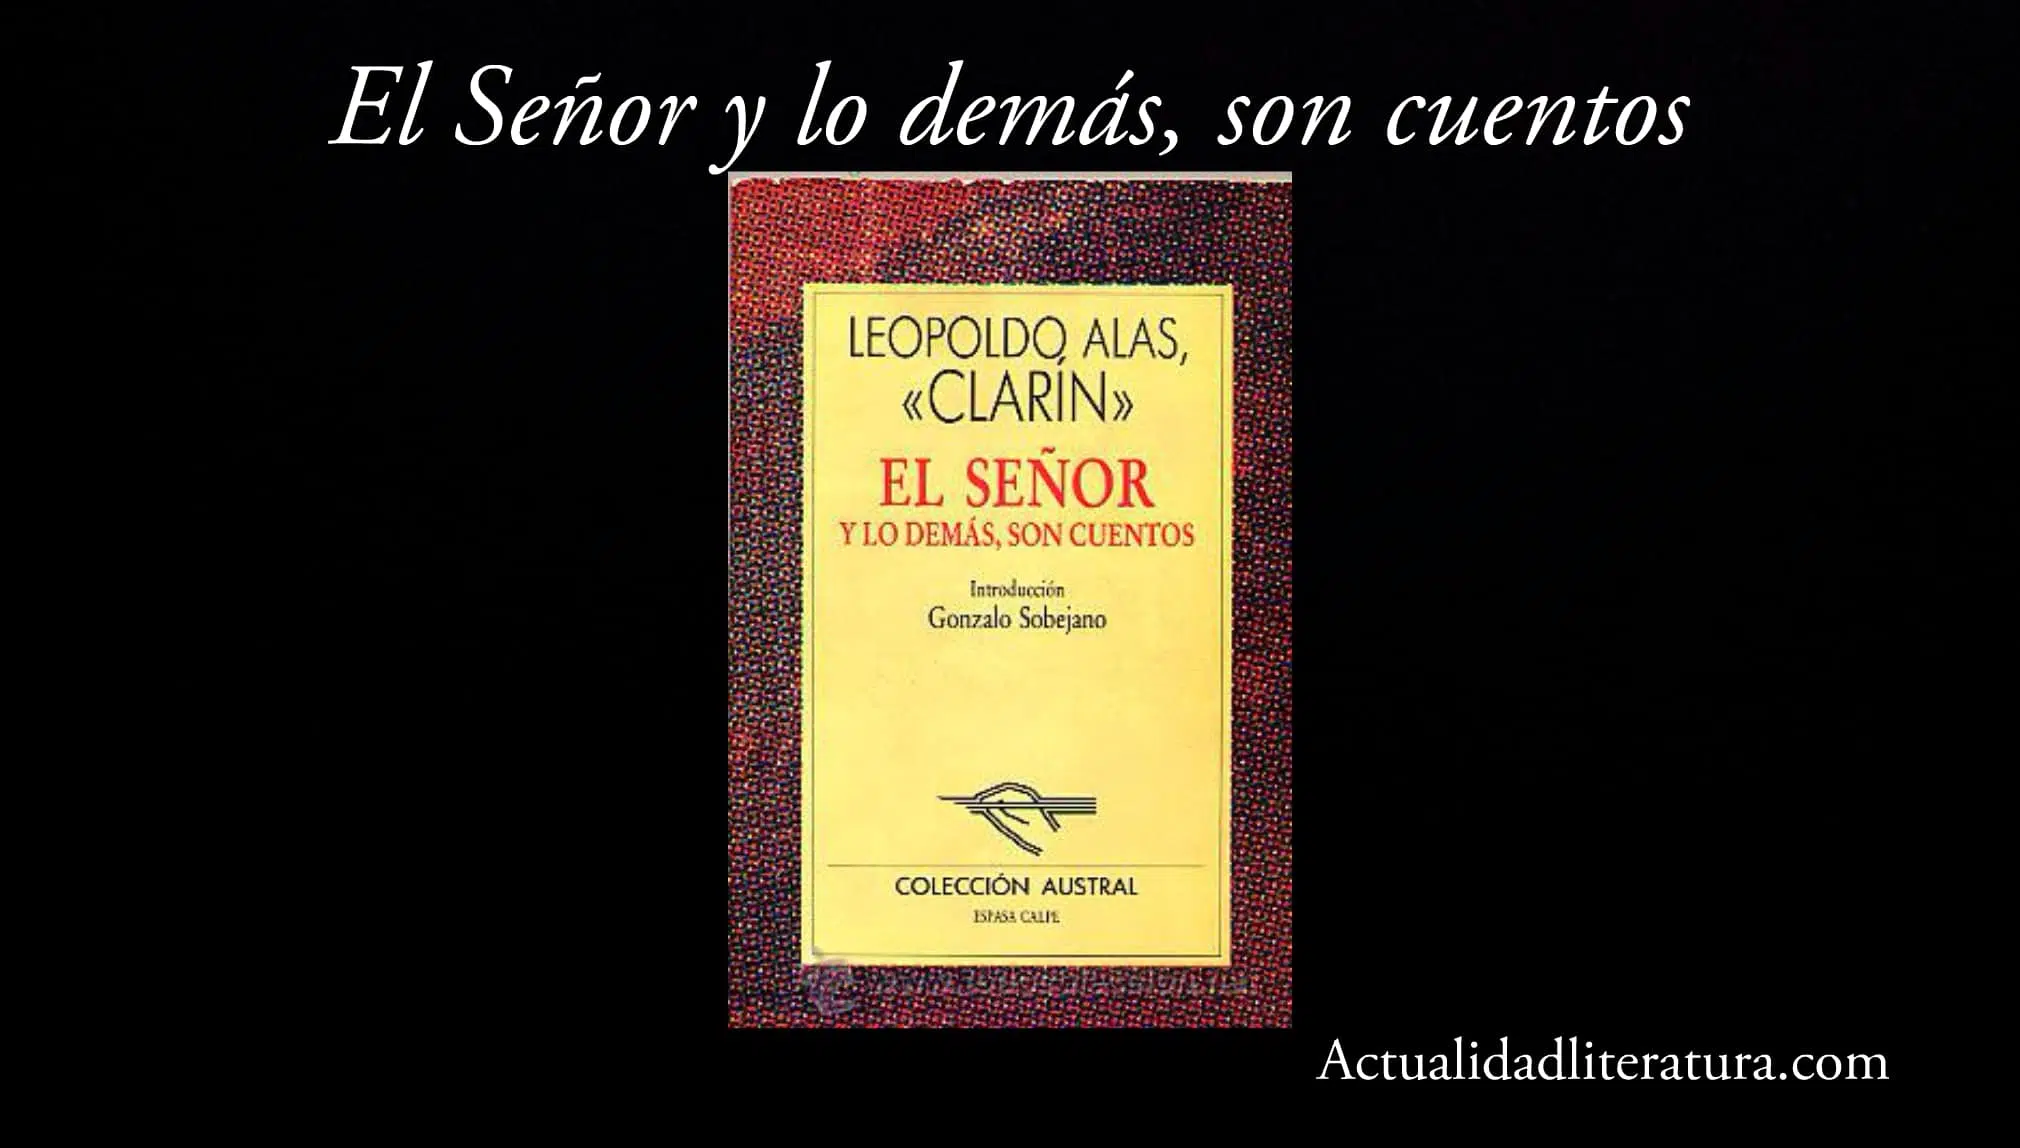 El Señor y lo demás, son cuentos
LEOPOLDO ALAS,
«CLARÍN»
EL SEÑOR
Y LO DEMÁS, SON CUENTOS
Introducción
Gonzalo Sobejano
COLECCIÓN AUSTRAL
ESPASA CALPE
Actualidadliteratura.com